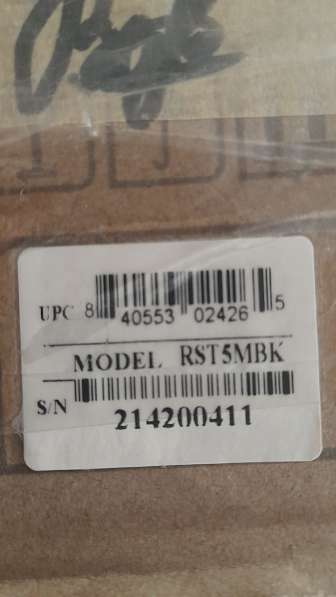 UPC 8 40553 02426 5
MODEL RST5MBK
S/N
214200411